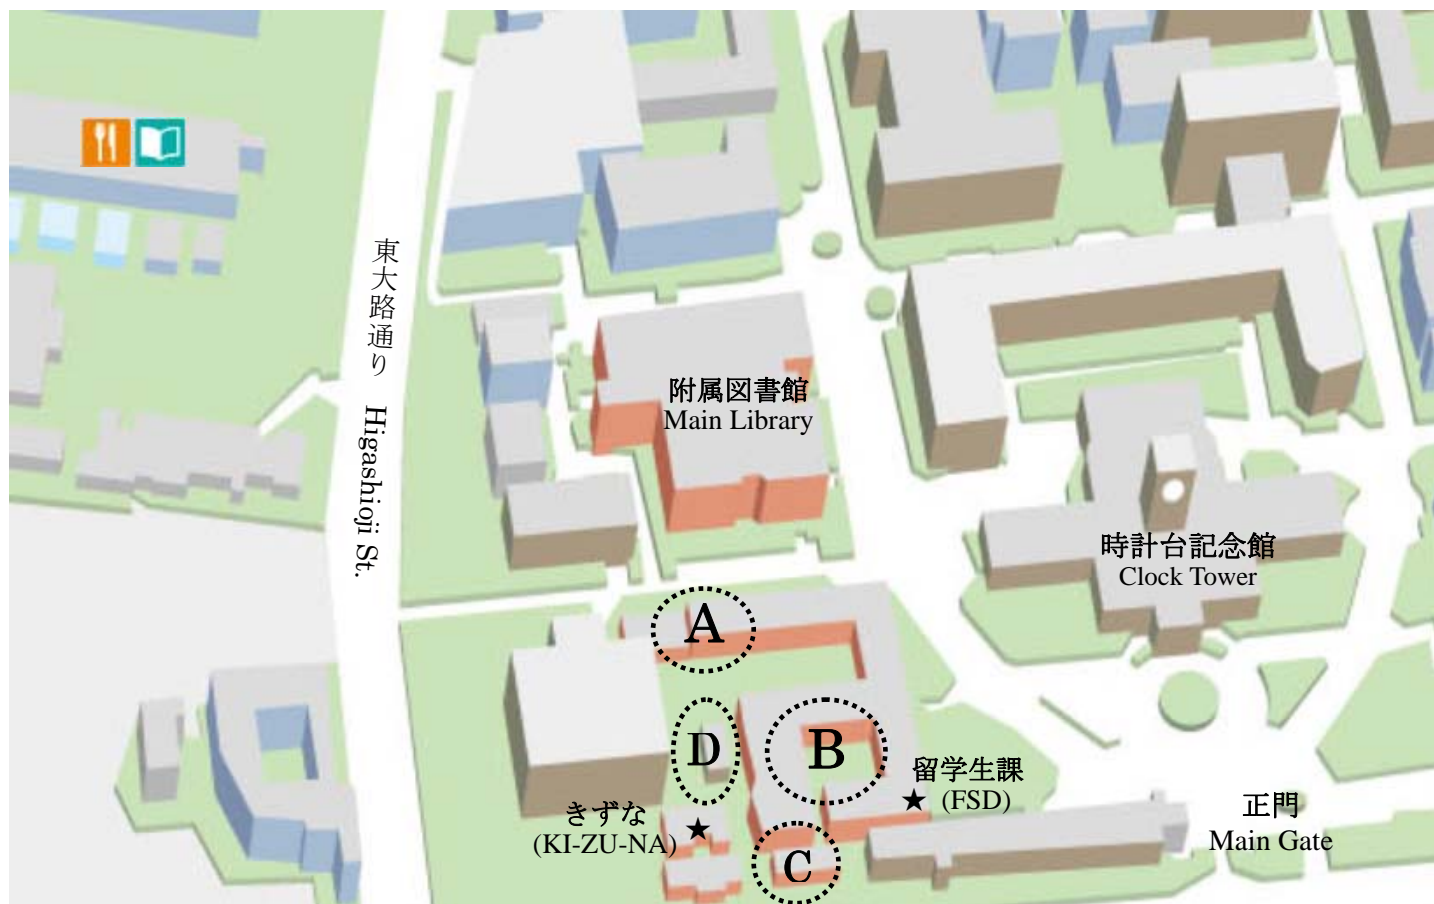 東大路通り Higashioji St.
附属図書館
Main Library
時計台記念館
Clock Tower
A
D
B
留学生課
(FSD)
きずな
(KI-ZU-NA)
正門
Main Gate
C